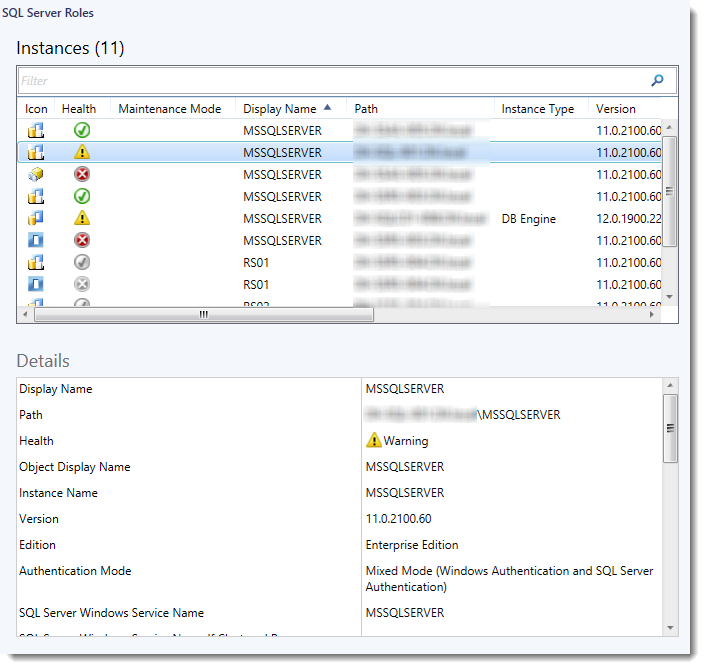 SQL Server Roles
Instances (11)
Filter
Icon Health Maintenance Mode Display Name Path Instance Type Version
MSSQLSERVER 11.0.2100.60
MSSQLSERVER 11.0.2100.60
MSSQLSERVER 11.0.2100.60
MSSQLSERVER 11.0.2100.60
MSSQLSERVER DB Engine 12.0.1900.22
MSSQLSERVER 11.0.2100.60
RS01 11.0.2100.60
RS01 11.0.2100.60
11.0.2100.60
Details
Display Name MSSQLSERVER
Path \MSSQLSERVER
Health Warning
Object Display Name MSSQLSERVER
Instance Name MSSQLSERVER
Version 11.0.2100.60
Edition Enterprise Edition
Authentication Mode Mixed Mode (Windows Authentication and SQL Server
Authentication)
SQL Server Windows Service Name MSSQLSERVER